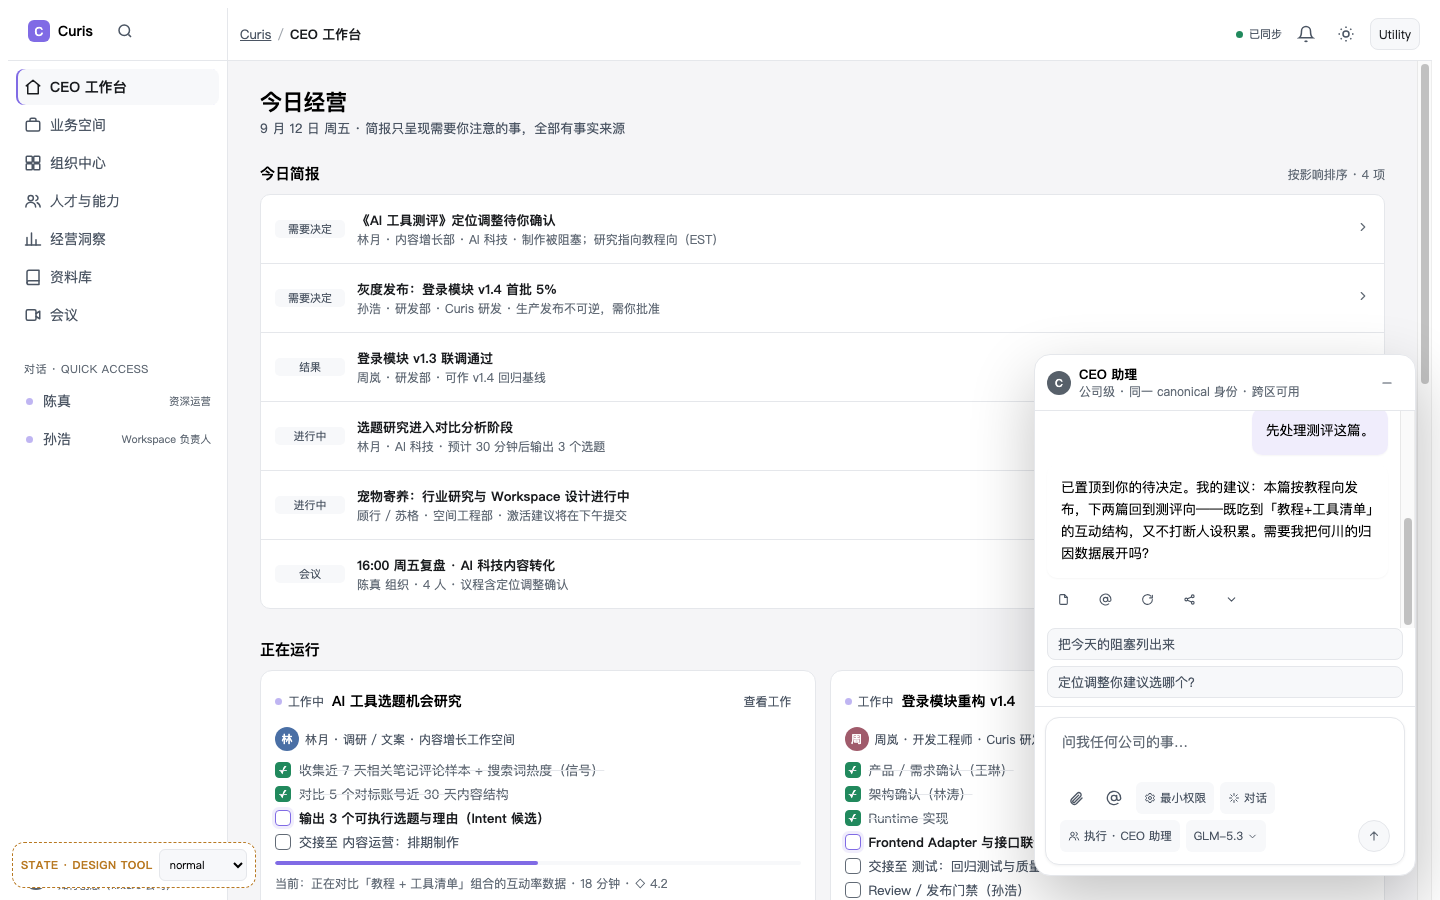 C Curis
CEO 工作台
业务空间
组织中心
人才与能力
经营洞察
资料库
会议
对话 · QUICK ACCESS
陈真 资深运营
孙浩 Workspace 负责人
STATE · DESIGN TOOL normal
Curis / CEO 工作台
已同步
Utility
今日经营
9 月 12 日 周五 · 简报只呈现需要你注意的事，全部有事实来源
今日简报
按影响排序 · 4 项
需要决定
《AI 工具测评》定位调整待你确认
林月 · 内容增长部 · AI 科技 · 制作被阻塞；研究指向教程向（EST）
需要决定
灰度发布：登录模块 v1.4 首批 5%
孙浩 · 研发部 · Curis 研发 · 生产发布不可逆，需你批准
结果
登录模块 v1.3 联调通过
周岚 · 研发部 · 可作 v1.4 回归基线
进行中
选题研究进入对比分析阶段
林月 · AI 科技 · 预计 30 分钟后输出 3 个选题
进行中
宠物寄养：行业研究与 Workspace 设计进行中
顾行 / 苏格 · 空间工程部 · 激活建议将在下午提交
会议
16:00 周五复盘 · AI 科技内容转化
陈真 组织 · 4 人 · 议程含定位调整确认
正在运行
工作中 AI 工具选题机会研究 查看工作
林 林月 · 调研 / 文案 · 内容增长工作空间
收集近 7 天相关笔记评论样本 + 搜索词热度（信号）
对比 5 个对标账号近 30 天内容结构
输出 3 个可执行选题与理由（Intent 候选）
交接至 内容运营：排期制作
当前：正在对比「教程 + 工具清单」组合的互动率数据 · 18 分钟 · ◇ 4.2
工作中 登录模块重构 v1.4
周 周岚 · 开发工程师 · Curis 研
产品 / 需求确认（王琳）
架构确认（林涛）
Runtime 实现
Frontend Adapter 与接口联
交接至 测试：回归测试与质量
Review / 发布门禁（孙浩）
C CEO 助理
公司级 · 同一 canonical 身份 · 跨区可用
先处理测评这篇。
已置顶到你的待决定。我的建议：本篇按教程向发
布，下两篇回到测评向——既吃到「教程+工具清单」
的互动结构，又不打断人设积累。需要我把何川的归
因数据展开吗？
把今天的阻塞列出来
定位调整你建议选哪个？
问我任何公司的事…
最小权限
对话
执行 · CEO 助理
GLM-5.3